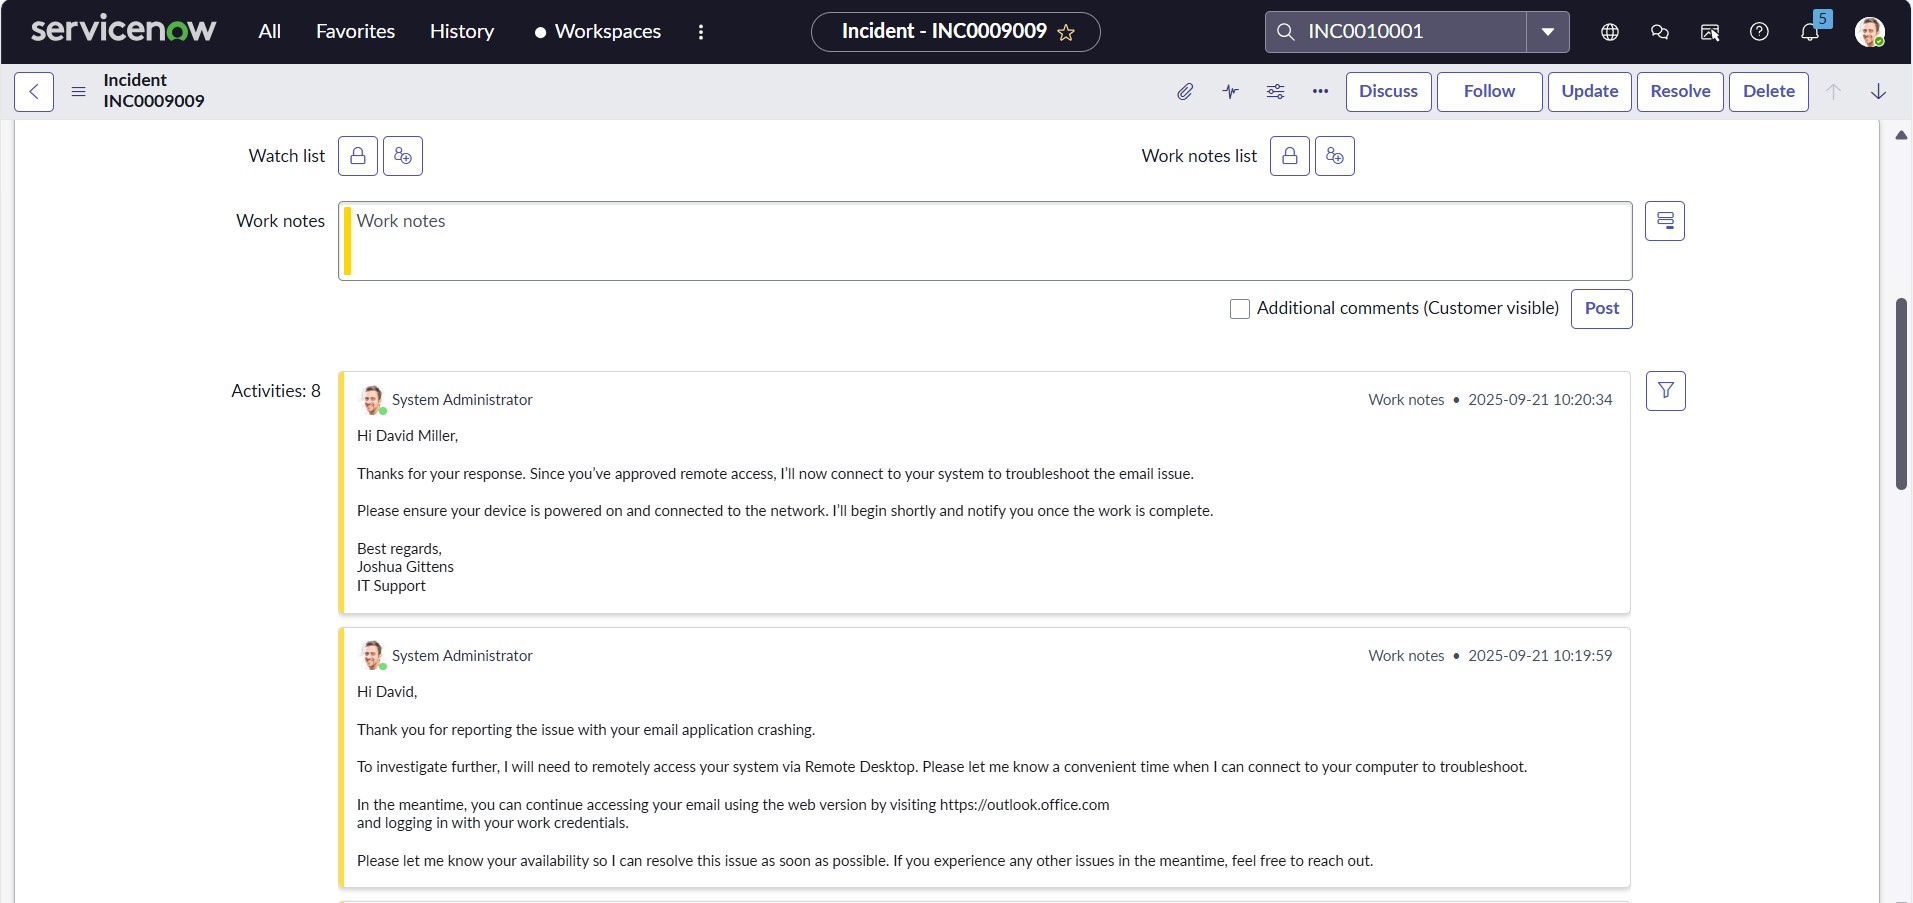 servicenow
All
Favorites
History
Workspaces
Incident - INC0009009
INC0010001
5
Incident
INC0009009
Discuss
Follow
Update
Resolve
Delete
Watch list
Work notes list
Work notes
Work notes
Additional comments (Customer visible)
Post
Activities: 8
System Administrator
Work notes • 2025-09-21 10:20:34
Hi David Miller,
Thanks for your response. Since you’ve approved remote access, I’ll now connect to your system to troubleshoot the email issue.
Please ensure your device is powered on and connected to the network. I’ll begin shortly and notify you once the work is complete.
Best regards,
Joshua Gittens
IT Support
System Administrator
Work notes • 2025-09-21 10:19:59
Hi David,
Thank you for reporting the issue with your email application crashing.
To investigate further, I will need to remotely access your system via Remote Desktop. Please let me know a convenient time when I can connect to your computer to troubleshoot.
In the meantime, you can continue accessing your email using the web version by visiting https://outlook.office.com
and logging in with your work credentials.
Please let me know your availability so I can resolve this issue as soon as possible. If you experience any other issues in the meantime, feel free to reach out.